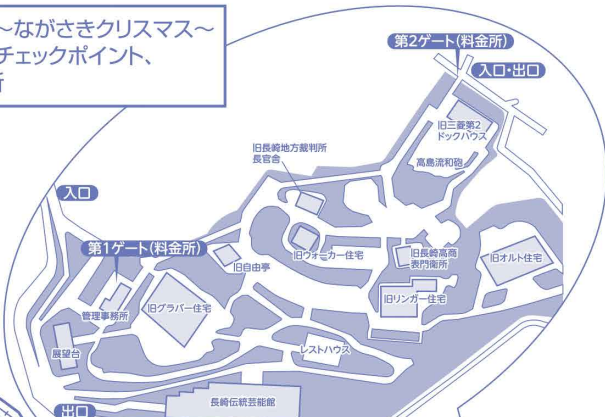 ～ながさきクリスマス～
チェックポイント、
第2ゲート(料金所)
入口・出口
旧三菱第2
ドックハウス
旧長崎地方裁判所
長官舎
高島流和砲
入口
第1ゲート(料金所)
旧自由亭
旧ウォーカー住宅
旧長崎高商
表門衛所
旧オルト住宅
管理事務所
旧グラバー住宅
旧リンガー住宅
展望台
レストハウス
長崎伝統芸能館
出口